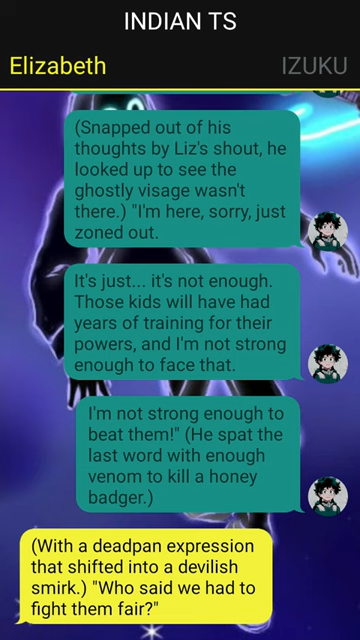 INDIAN TS
Elizabeth
IZUKU
(Snapped out of his
thoughts by Liz's shout, he
looked up to see the
ghostly visage wasn't
there.) "I'm here, sorry, just
zoned out.
It's just... it's not enough.
Those kids will have had
years of training for their
powers, and I'm not strong
enough to face that.
I'm not strong enough to
beat them!" (He spat the
last word with enough
venom to kill a honey
badger.)
(With a deadpan expression
that shifted into a devilish
smirk.) "Who said we had to
fight them fair?"